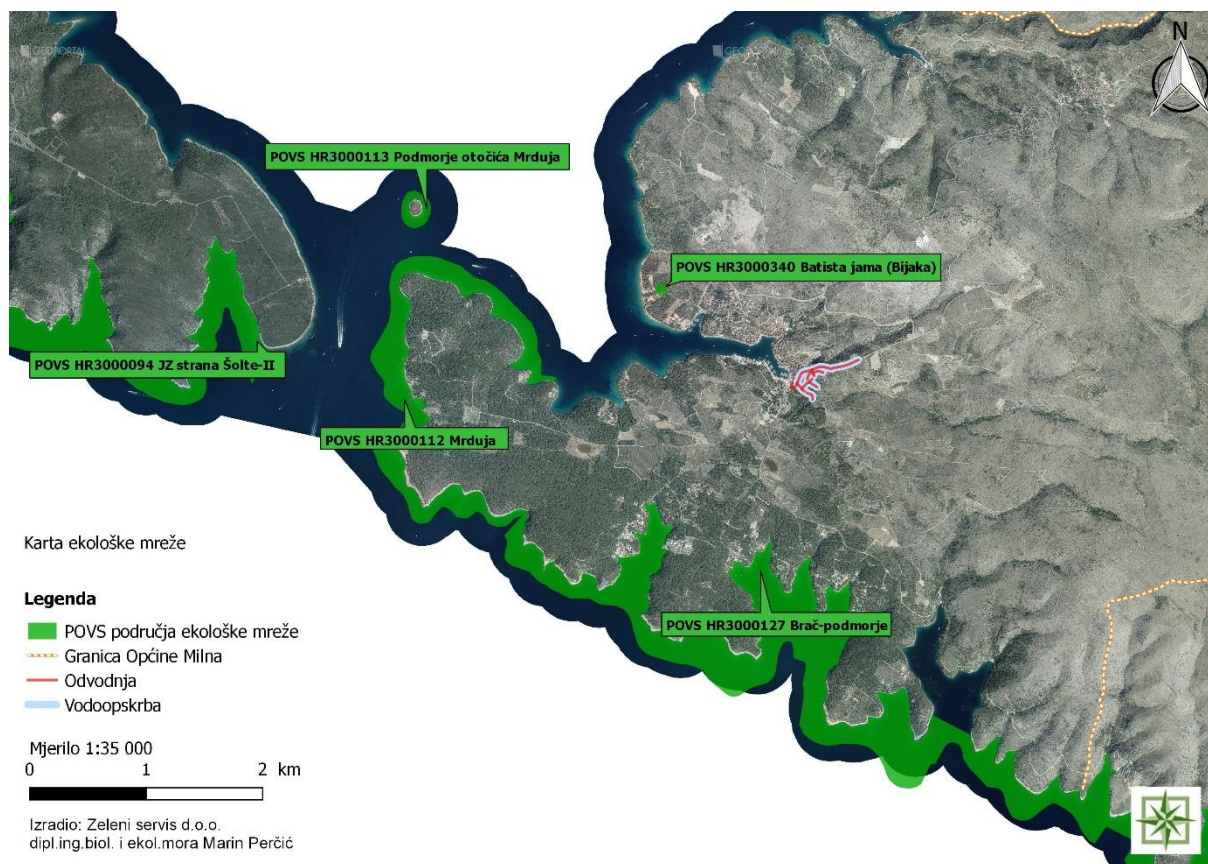 GEOPORTAL
GEOPORTAL
N
POVS HR3000113 Podmorje otočića Mrduja
POVS HR3000340 Batista jama (Bijaka)
POVS HR3000094 JZ strana Šolte-II
POVS HR3000112 Mrduja
POVS HR3000127 Brač-podmorje
Karta ekološke mreže
Legenda
POVS područja ekološke mreže
Granica Općine Milna
Odvodnja
Vodoopskrba
Mjerilo 1:35 000
0 1 2 km
Izradio: Zeleni servis d.o.o.
dipl.ing.biol. i ekol.mora Marin Perčić